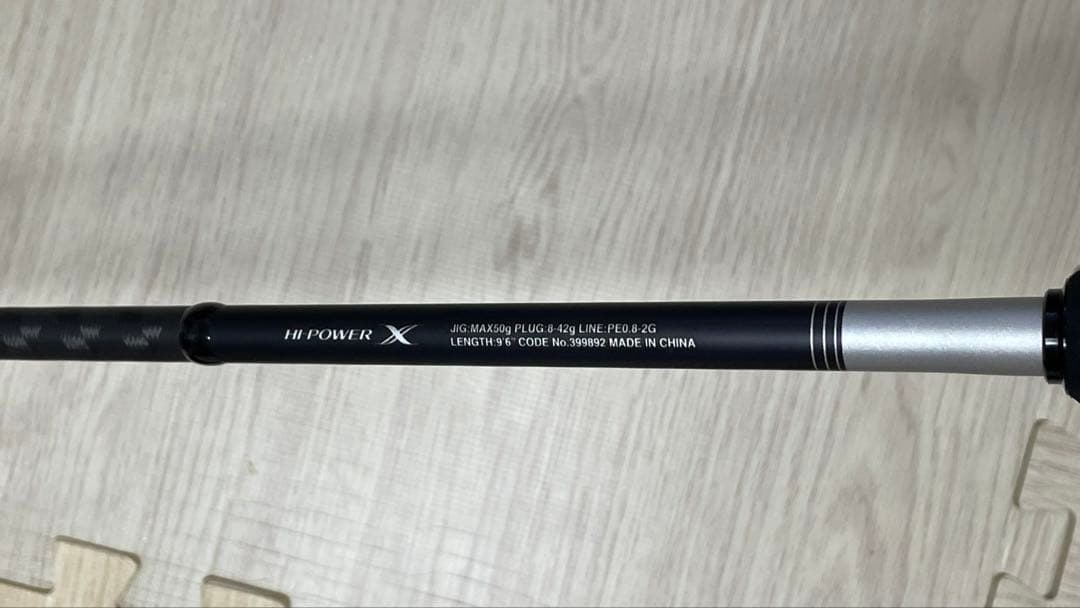 HI-POWER X
JIG:MAX50g PLUG:8-42g LINE:PE0.8-2G
LENGTH:9'6" CODE No.399892 MADE IN CHINA